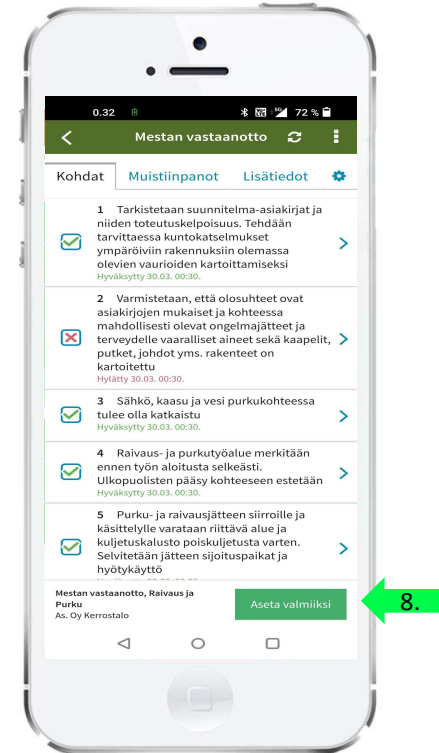 0.32 5G 72 %
Mestan vastaanotto
Kohdat Muistiinpanot Lisätiedot
1 Tarkistetaan suunnitelma-asiakirjat ja
niiden toteutuskelpoisuus. Tehdään
tarvittaessa kuntokatselmukset
ympäröiviin rakennuksiin olemassa
olevien vaurioiden kartoittamiseksi
Hyväksytty 30.03. 00:30.
2 Varmistetaan, että olosuhteet ovat
asiakirjojen mukaiset ja kohteessa
mahdollisesti olevat ongelmajätteet ja
terveydelle vaaralliset aineet sekä kaapelit,
putket, johdot yms. rakenteet on
kartoitettu
Hylätty 30.03. 00:30.
3 Sähkö, kaasu ja vesi purkukohteessa
tulee olla katkaistu
Hyväksytty 30.03. 00:30.
4 Raivaus- ja purkutyöalue merkitään
ennen työn aloitusta selkeästi.
Ulkopuolisten pääsy kohteeseen estetään
Hyväksytty 30.03. 00:30.
5 Purku- ja raivausjätteen siirroille ja
käsittelylle varataan riittävä alue ja
kuljetuskalusto poiskuljetusta varten.
Selvitetään jätteen sijoituspaikat ja
hyötykäyttö
Mestan vastaanotto, Raivaus ja
Purku
As. Oy Kerrostalo
Aseta valmiiksi
8.